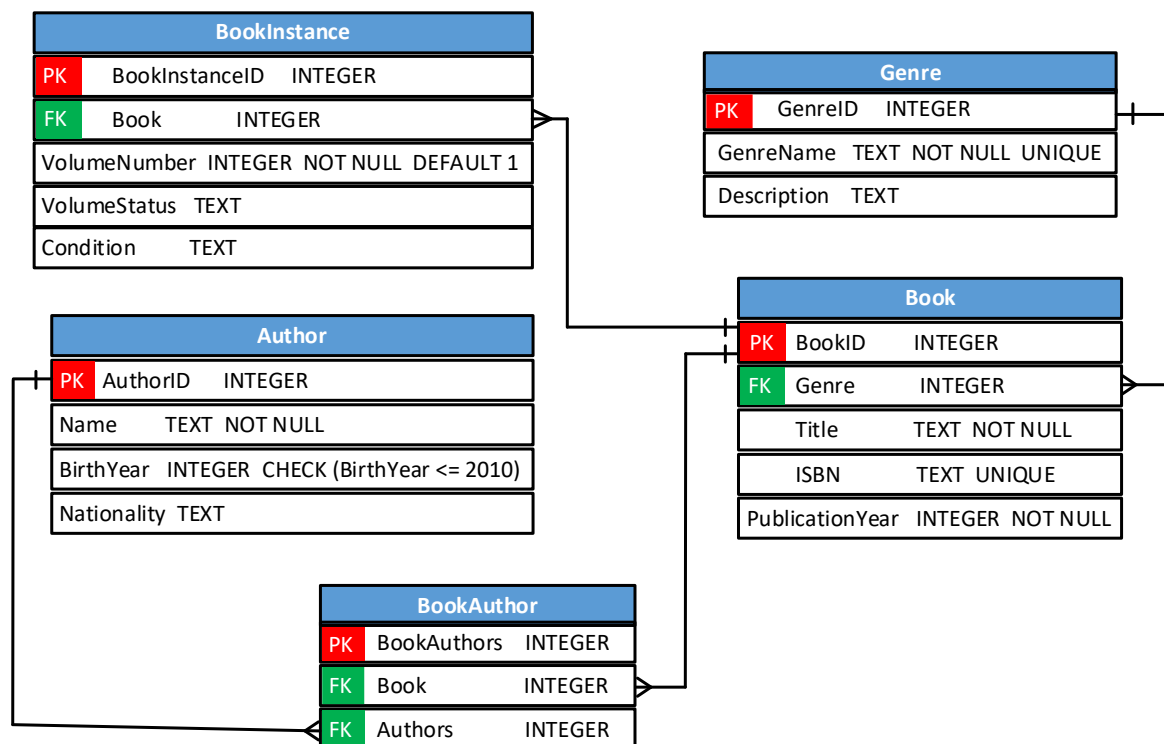 BookInstance
PK BookInstanceID INTEGER
FK Book INTEGER
VolumeNumber INTEGER NOT NULL DEFAULT 1
VolumeStatus TEXT
Condition TEXT
Genre
PK GenreID INTEGER
GenreName TEXT NOT NULL UNIQUE
Description TEXT
Book
PK BookID INTEGER
FK Genre INTEGER
Title TEXT NOT NULL
ISBN TEXT UNIQUE
PublicationYear INTEGER NOT NULL
Author
PK AuthorID INTEGER
Name TEXT NOT NULL
BirthYear INTEGER CHECK (BirthYear <= 2010)
Nationality TEXT
BookAuthor
PK BookAuthors INTEGER
FK Book INTEGER
FK Authors INTEGER